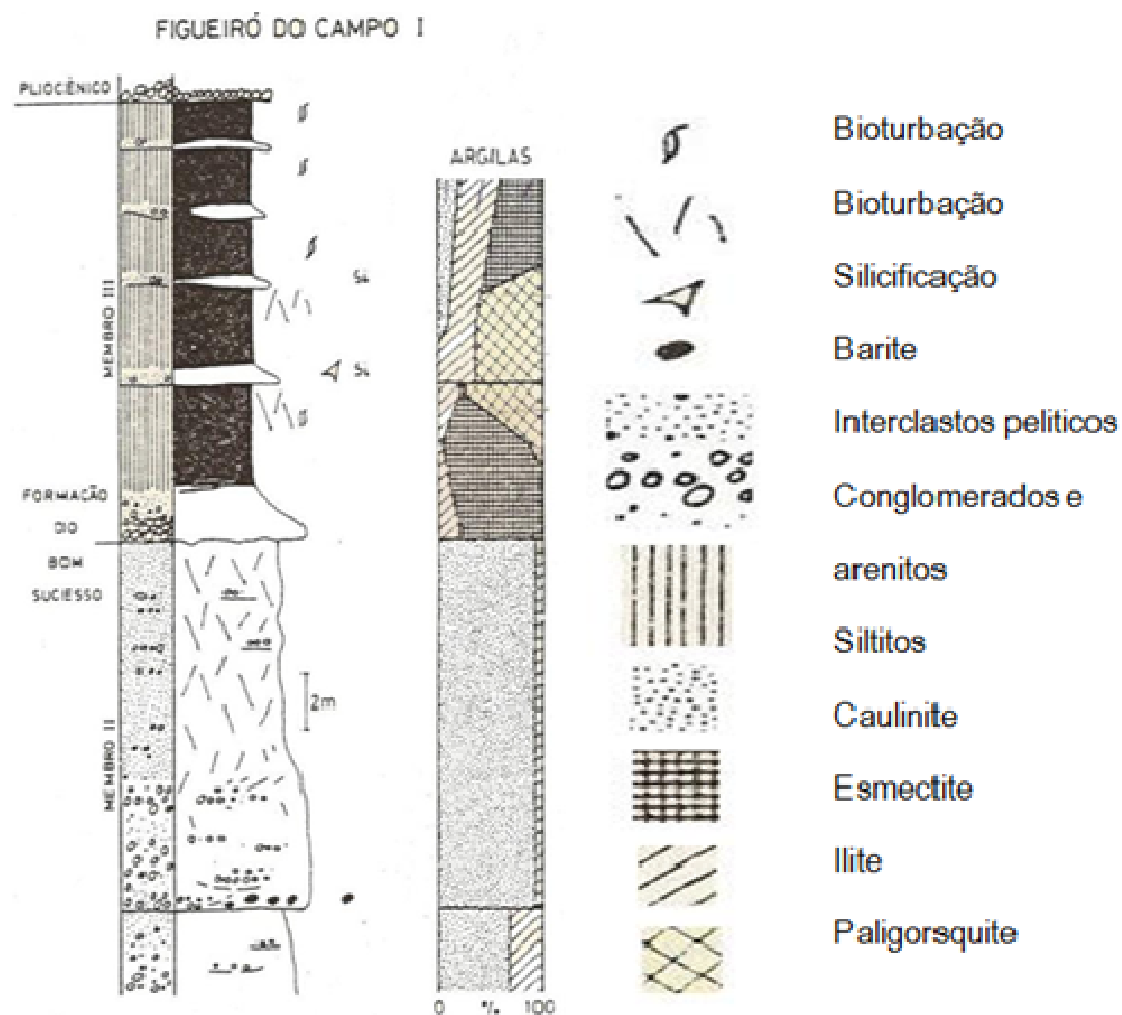 FIGUEIRÓ DO CAMPO I
PLIOCÉNICO
ARGILAS
MEMBRO III
Si
Si
FORMAÇÃO
DO
BOM
SUCESSO
MEMBRO II
2m
0 % 100
Bioturbação
Bioturbação
Silicificação
Barite
Interclastos peliticos
Conglomerados e
arenitos
Siltitos
Caulinite
Esmectite
Ilite
Paligorsquite